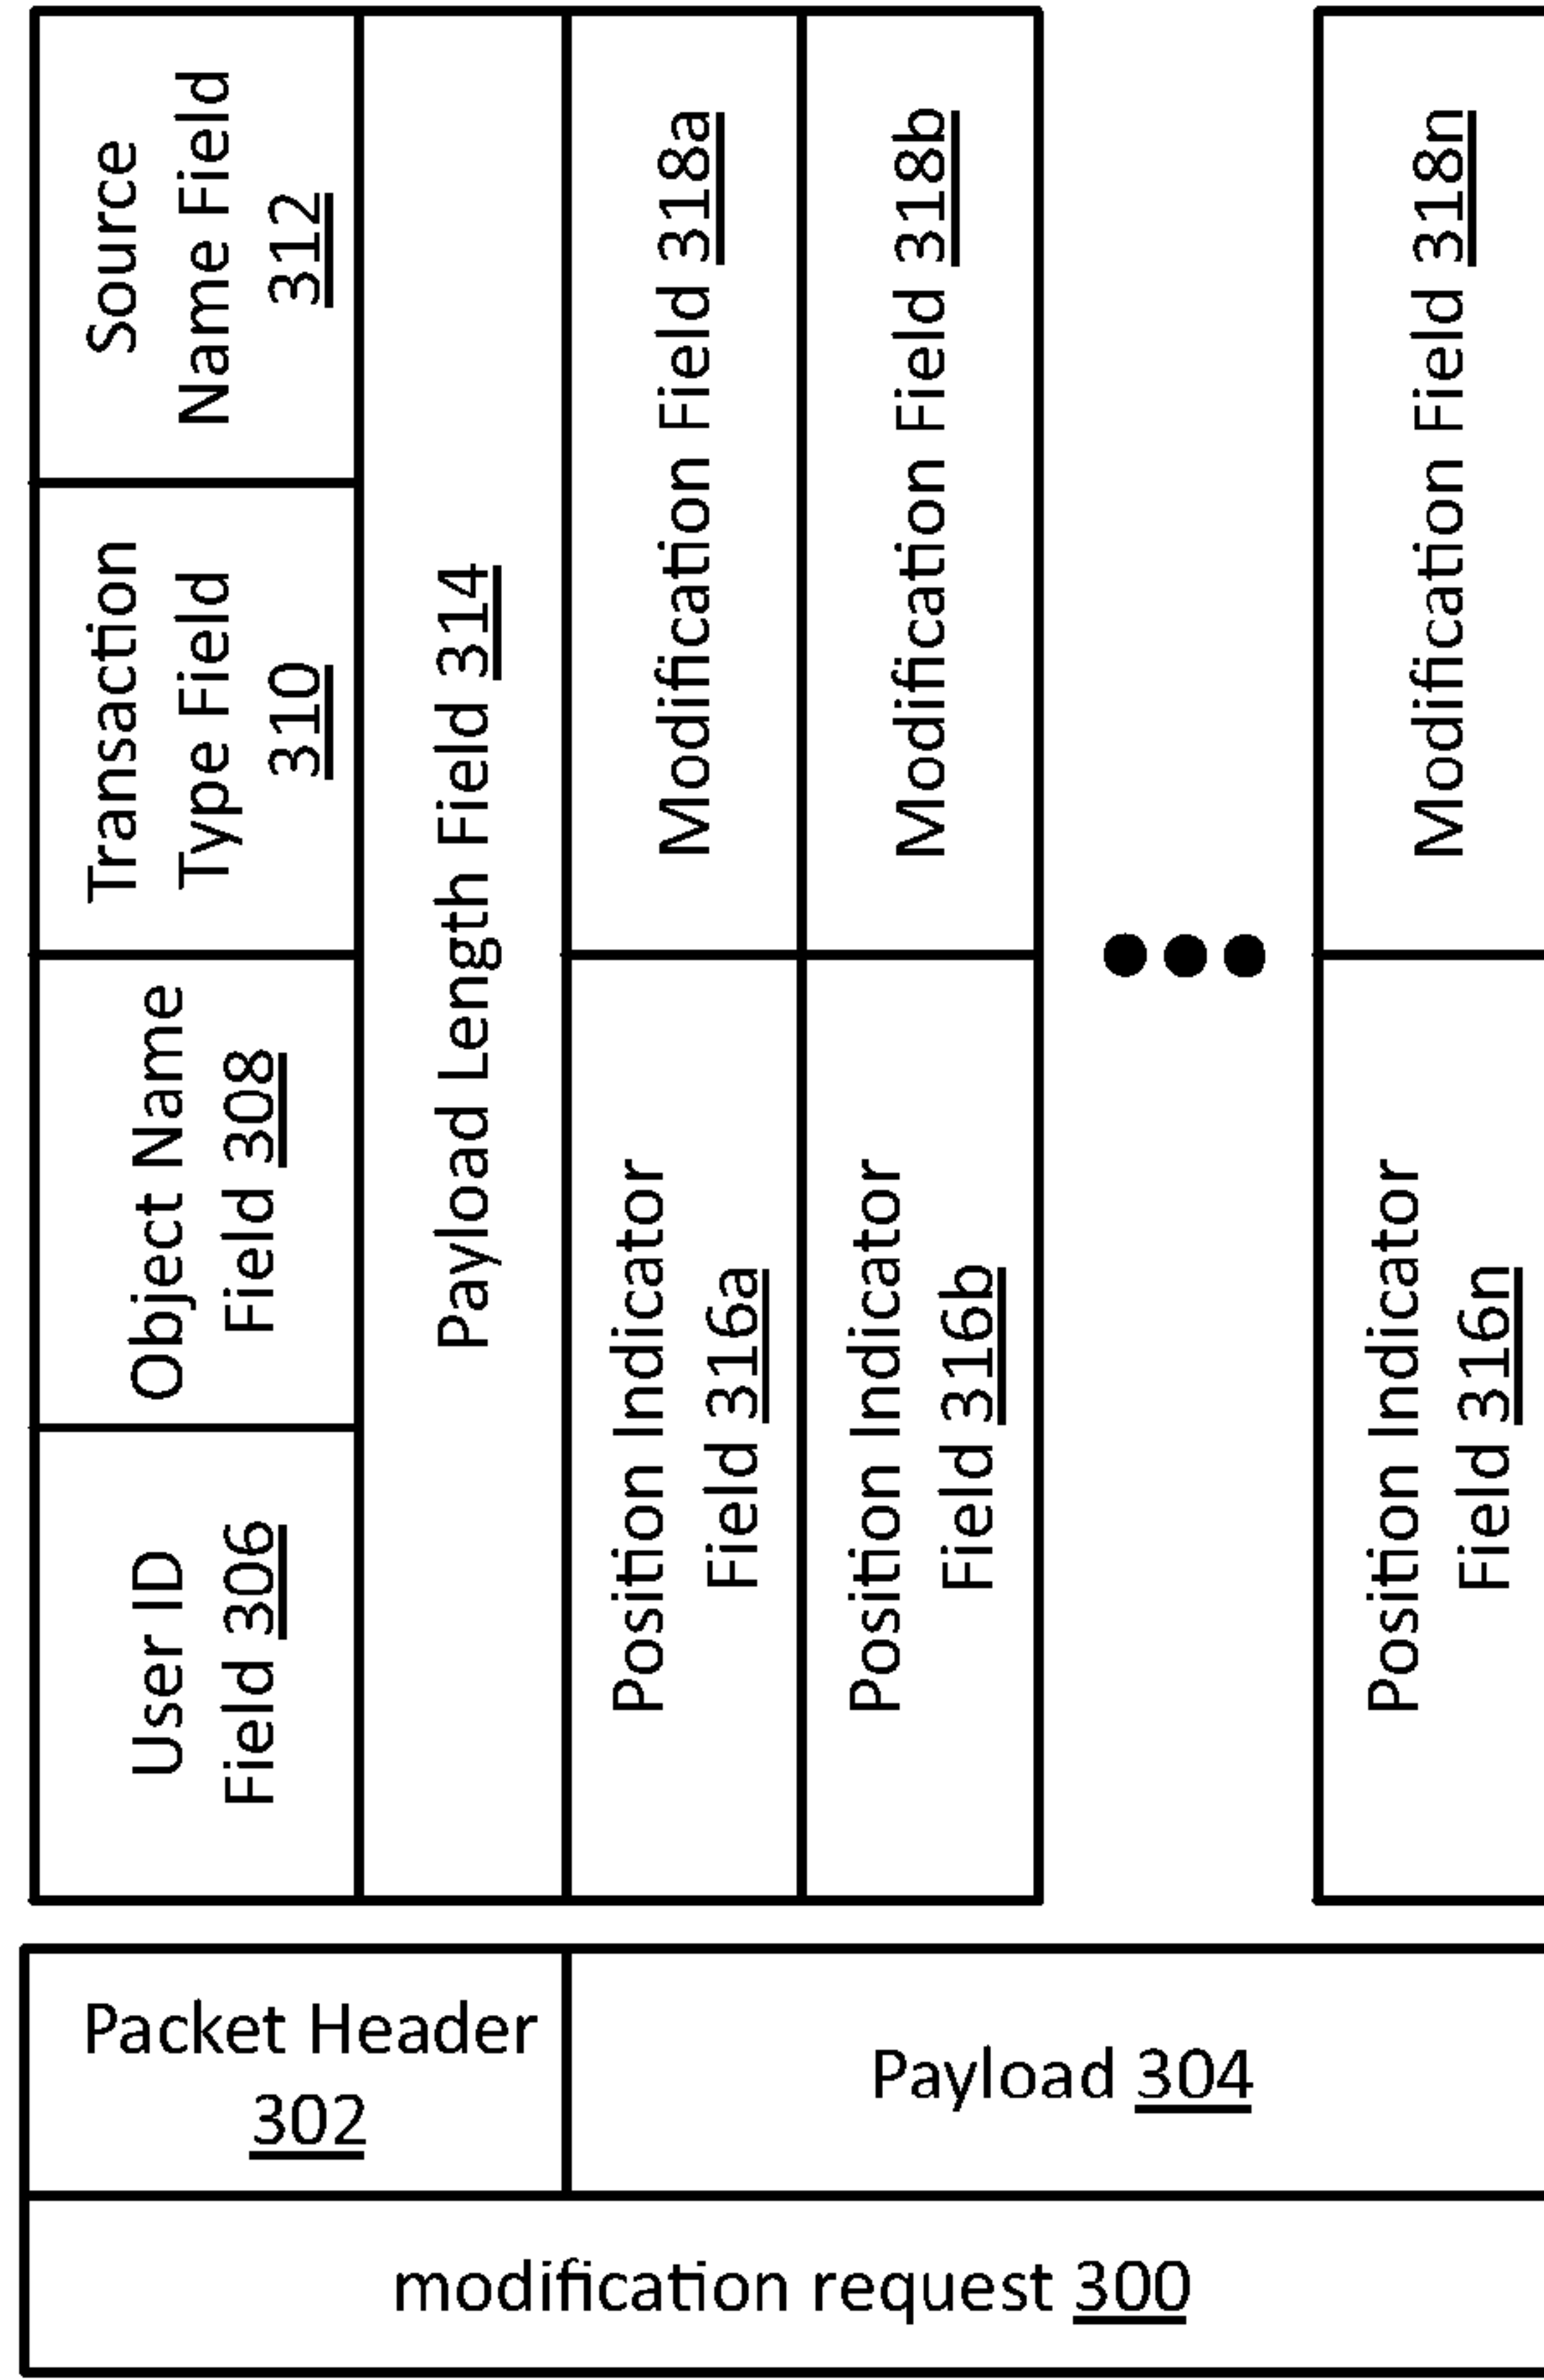 modification request 300
Packet Header
302
Payload 304
User ID
Field 306
Object Name
Field 308
Transaction
Type Field
310
Source
Name Field
312
Payload Length Field 314
Position Indicator
Field 316a
Modification Field 318a
Position Indicator
Field 316b
Modification Field 318b
Position Indicator
Field 316n
Modification Field 318n